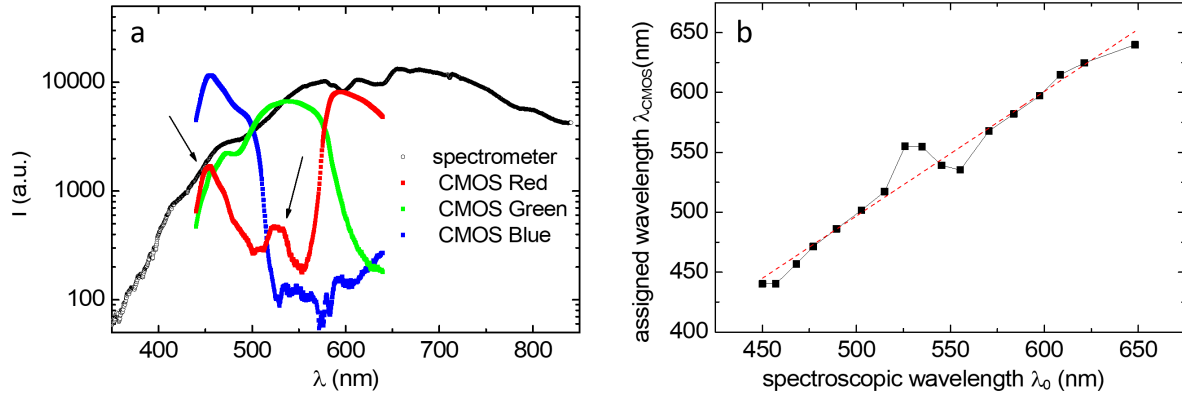 a
I (a.u.)
10000
1000
100
spectrometer
CMOS Red
CMOS Green
CMOS Blue
400 500 600 700 800
λ (nm)
b
assigned wavelength λCMOS(nm)
650
600
550
500
450
400
450 500 550 600 650
spectroscopic wavelength λ0 (nm)